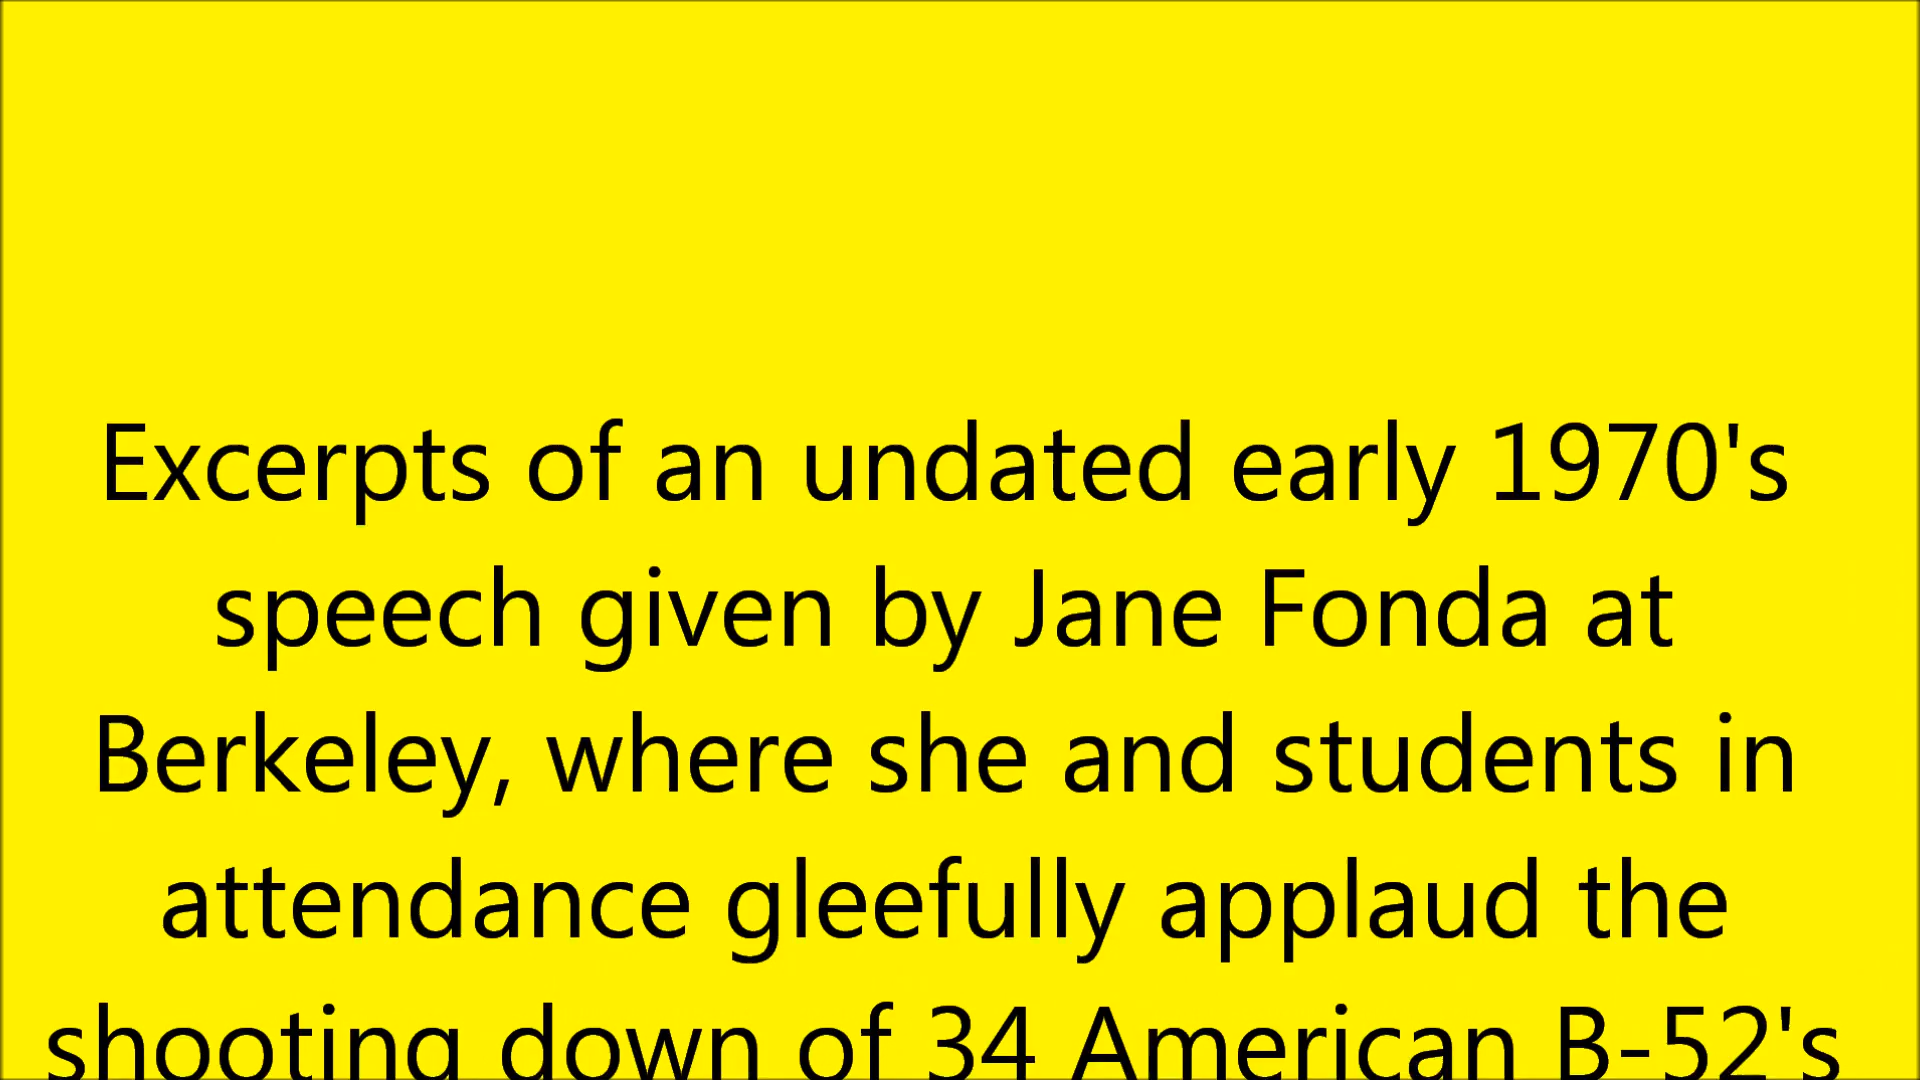 Excerpts of an undated early 1970's
speech given by Jane Fonda at
Berkeley, where she and students in
attendance gleefully applaud the
shooting down of 34 American B-52's